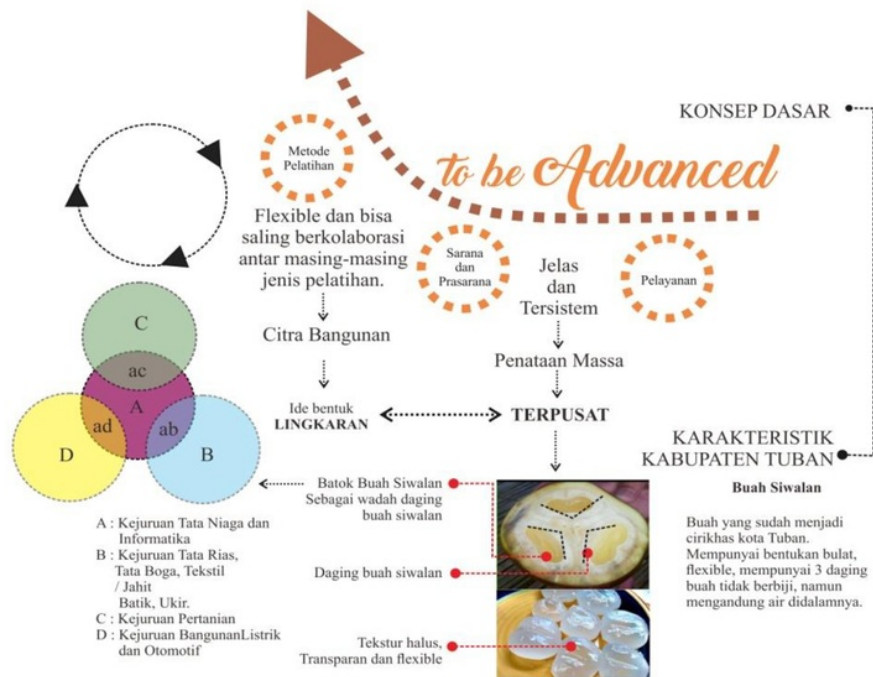 KONSEP DASAR
to be Advanced
Metode
Pelatihan
Flexible dan bisa
saling berkolaborasi
antar masing-masing
jenis pelatihan.
Sarana
dan
Prasarana
Jelas
dan
Tersistem
Pelayanan
Citra Bangunan
Penataan Massa
Ide bentuk
LINGKARAN
TERPUSAT
C
ac
A
ad
ab
D
B
KARAKTERISTIK
KABUPATEN TUBAN
Buah Siwalan
Buah yang sudah menjadi
cirikhas kota Tuban.
Mempunyai bentukan bulat,
flexible, mempunyai 3 daging
buah tidak berbiji, namun
mengandung air didalamnya.
Batok Buah Siwalan
Sebagai wadah daging
buah siwalan
Daging buah siwalan
Tekstur halus,
Transparan dan flexible
A : Kejuruan Tata Niaga dan
Informatika
B : Kejuruan Tata Rias,
Tata Boga, Tekstil
/ Jahit
Batik, Ukir.
C : Kejuruan Pertanian
D : Kejuruan BangunanListrik
dan Otomotif